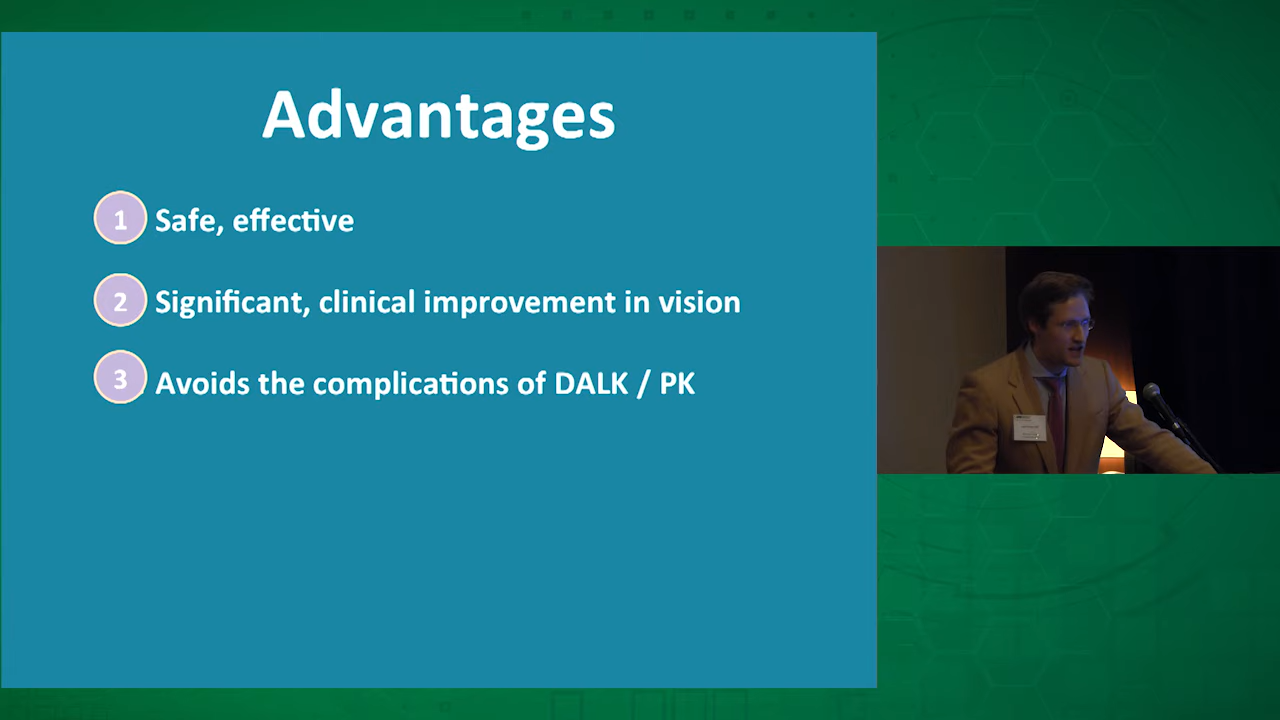 Advantages
1 Safe, effective
2 Significant, clinical improvement in vision
3 Avoids the complications of DALK / PK